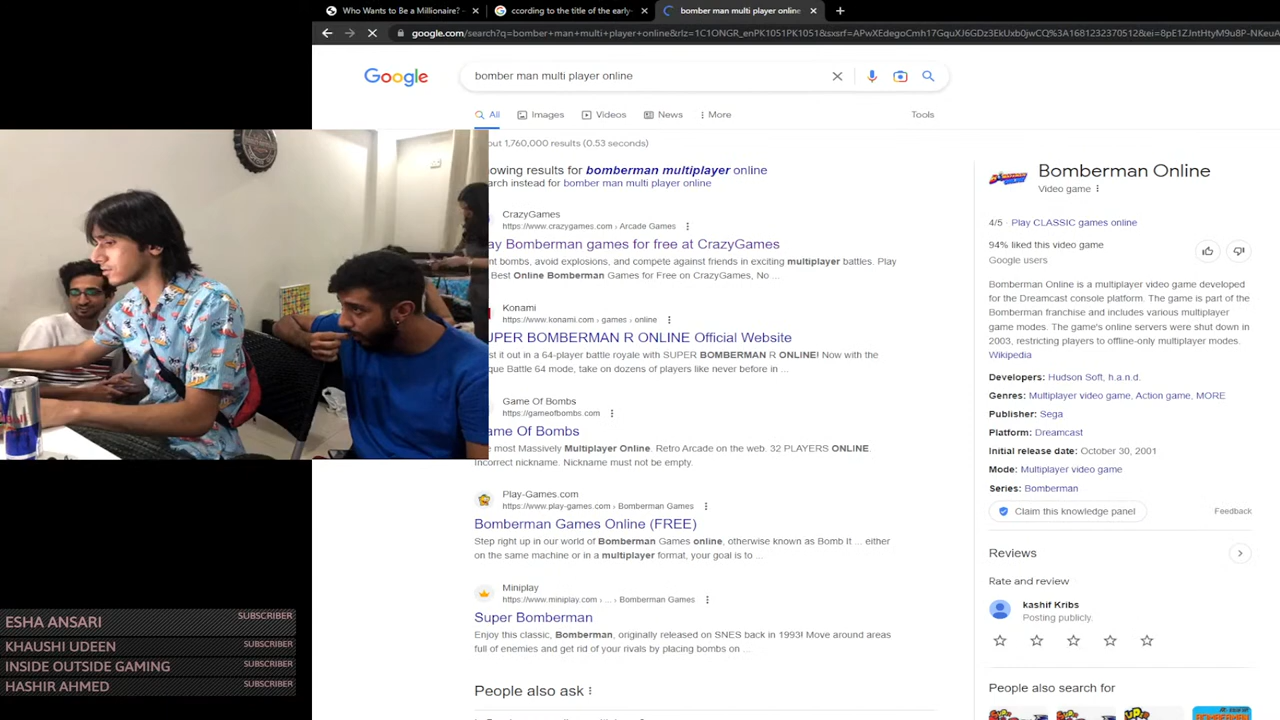 Who Wants to Be a Millionaire? -
ccording to the title of the early-
bomber man multi player online
google.com/search?q=bomber+man+multi+player+online&rlz=1C1ONGR_enPK1051PK1051&sxsrf=
Google
bomber man multi player online
All
Images
Videos
News
More
Tools
out 1,760,000 results (0.53 seconds)
owing results for bomberman multiplayer online
arch instead for bomber man multi player online
CrazyGames
https://www.crazygames.com › Arcade Games
ay Bomberman games for free at CrazyGames
nt bombs, avoid explosions, and compete against friends in exciting multiplayer battles. Play
Best Online Bomberman Games for Free on CrazyGames, No ...
Konami
https://www.konami.com › games › online
UPER BOMBERMAN R ONLINE Official Website
st it out in a 64-player battle royale with SUPER BOMBERMAN R ONLINE! Now with the
que Battle 64 mode, take on dozens of players like never before in ...
Game Of Bombs
https://gameofbombs.com
ame Of Bombs
e most Massively Multiplayer Online. Retro Arcade on the web. 32 PLAYERS ONLINE.
Incorrect nickname. Nickname must not be empty.
Play-Games.com
https://www.play-games.com › Bomberman Games
Bomberman Games Online (FREE)
Step right up in our world of Bomberman Games online, otherwise known as Bomb It ... either
on the same machine or in a multiplayer format, your goal is to ...
Miniplay
https://www.miniplay.com › ... › Bomberman Games
Super Bomberman
Enjoy this classic, Bomberman, originally released on SNES back in 1993! Move around areas
full of enemies and get rid of your rivals by placing bombs on ...
People also ask
Bomberman Online
Video game
4/5 · Play CLASSIC games online
94% liked this video game
Google users
Bomberman Online is a multiplayer video game developed
for the Dreamcast console platform. The game is part of the
Bomberman franchise and includes various multiplayer
game modes. The game's online servers were shut down in
2003, restricting players to offline-only multiplayer modes.
Wikipedia
Developers: Hudson Soft, h.a.n.d.
Genres: Multiplayer video game, Action game, MORE
Publisher: Sega
Platform: Dreamcast
Initial release date: October 30, 2001
Mode: Multiplayer video game
Series: Bomberman
Claim this knowledge panel
Feedback
Reviews
Rate and review
kashif Kribs
Posting publicly.
People also search for
ESHA ANSARI SUBSCRIBER
KHAUSHI UDEEN SUBSCRIBER
INSIDE OUTSIDE GAMING SUBSCRIBER
HASHIR AHMED SUBSCRIBER